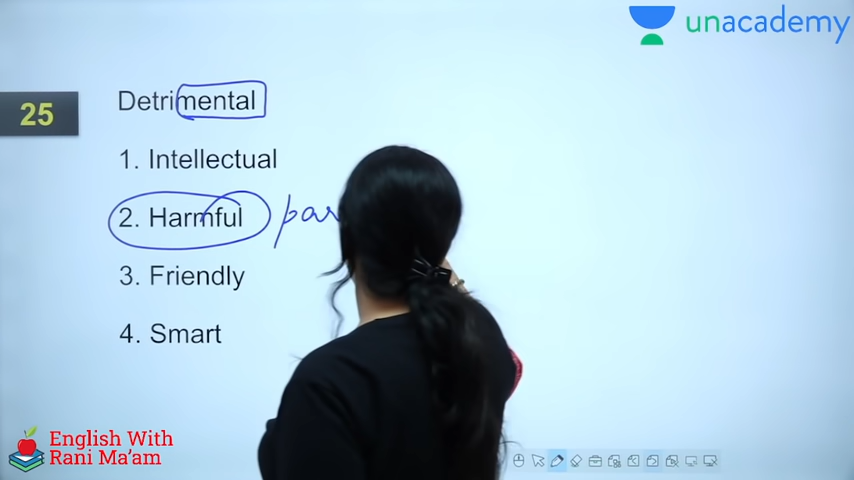 unacademy
25
Detrimental
1. Intellectual
2. Harmful
3. Friendly
4. Smart
English With
Rani Ma'am